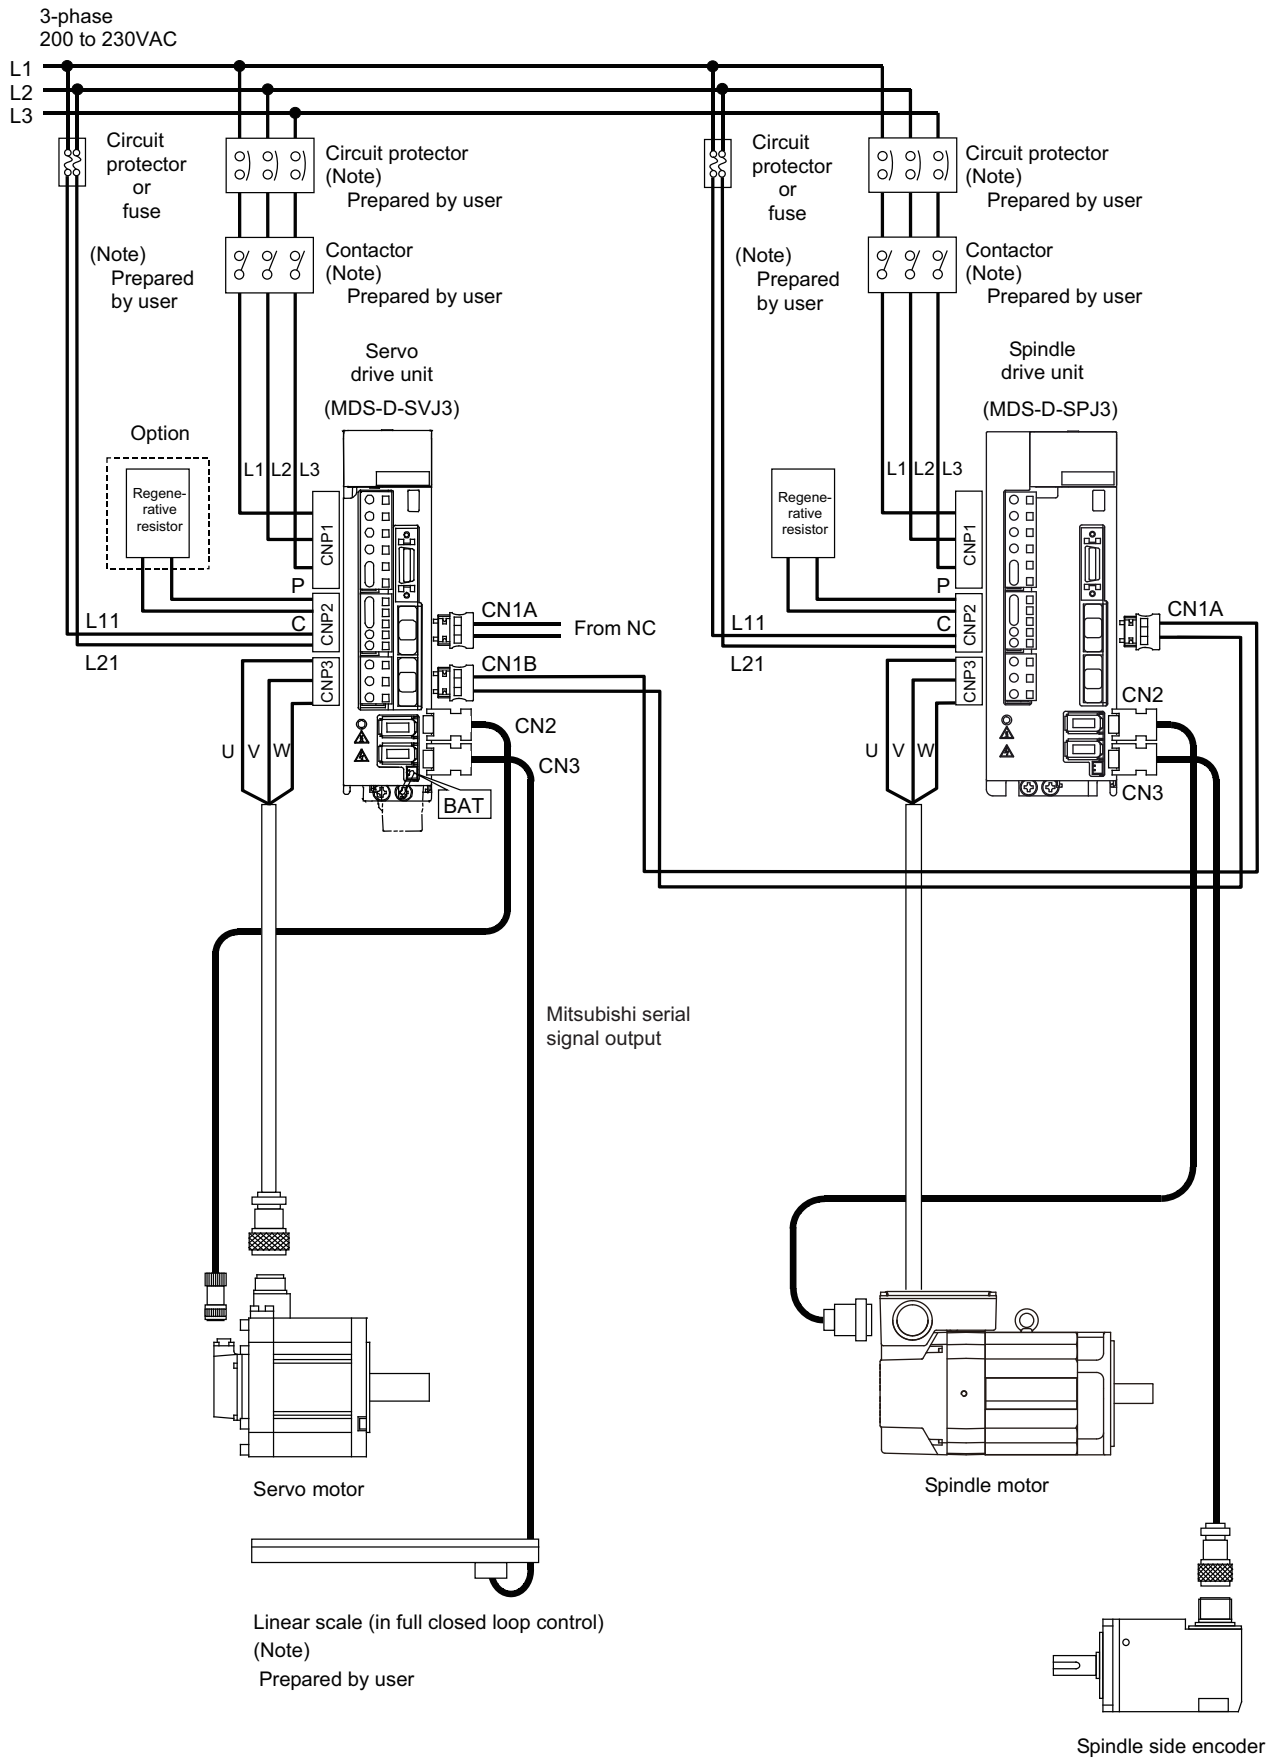 3-phase
200 to 230VAC
L1
L2
L3
Circuit
protector
or
fuse
(Note)
Prepared
by user
Circuit protector
(Note)
Prepared by user
Contactor
(Note)
Prepared by user
Circuit
protector
or
fuse
(Note)
Prepared
by user
Circuit protector
(Note)
Prepared by user
Contactor
(Note)
Prepared by user
Servo
drive unit
(MDS-D-SVJ3)
Spindle
drive unit
(MDS-D-SPJ3)
Option
Regene-
rative
resistor
L1 L2 L3
CNP1
P
CNP2
C
L11
L21
CNP3
U V W
CN1A
From NC
CN1B
CN2
CN3
BAT
Regene-
rative
resistor
L1 L2 L3
CNP1
P
CNP2
C
L11
L21
CNP3
U V W
CN1A
CN2
CN3
Mitsubishi serial
signal output
Servo motor
Spindle motor
Linear scale (in full closed loop control)
(Note)
Prepared by user
Spindle side encoder